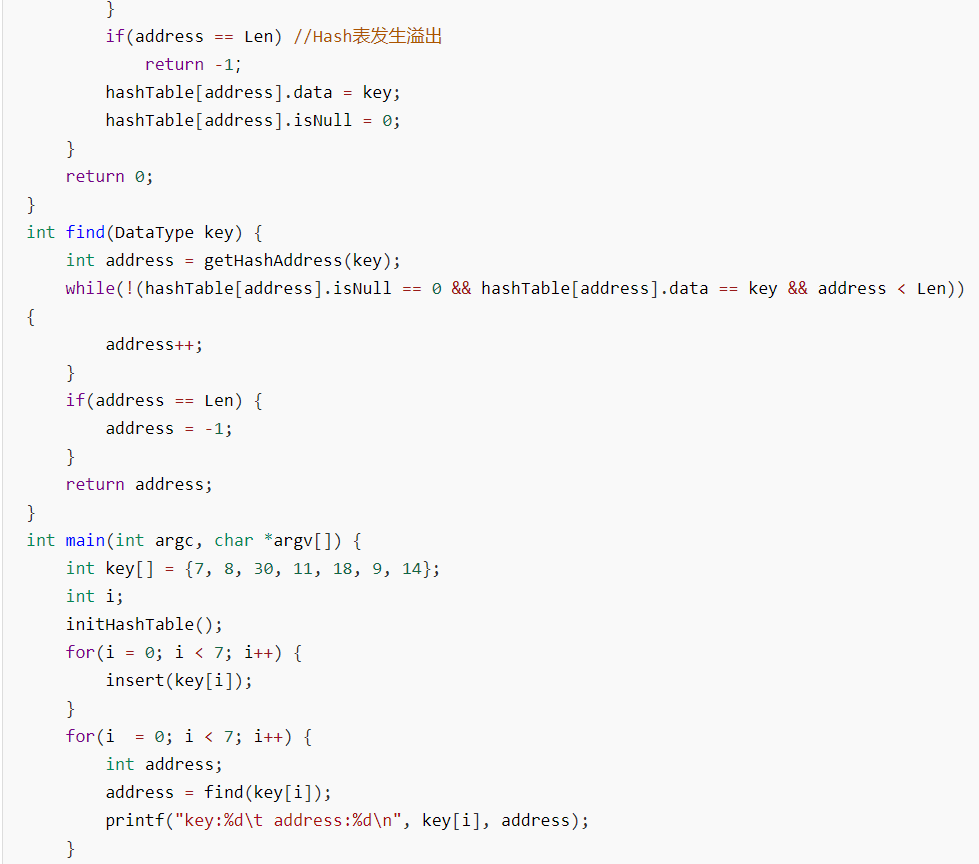 }
        if(address == Len) //Hash表发生溢出
            return -1;
        hashTable[address].data = key;
        hashTable[address].isNull = 0;
    }
    return 0;
}
int find(DataType key) {
    int address = getHashAddress(key);
    while(!(hashTable[address].isNull == 0 && hashTable[address].data == key && address < Len))
{
        address++;
    }
    if(address == Len) {
        address = -1;
    }
    return address;
}
int main(int argc, char *argv[]) {
    int key[] = {7, 8, 30, 11, 18, 9, 14};
    int i;
    initHashTable();
    for(i = 0; i < 7; i++) {
        insert(key[i]);
    }
    for(i  = 0; i < 7; i++) {
        int address;
        address = find(key[i]);
        printf("key:%d\t address:%d\n", key[i], address);
    }